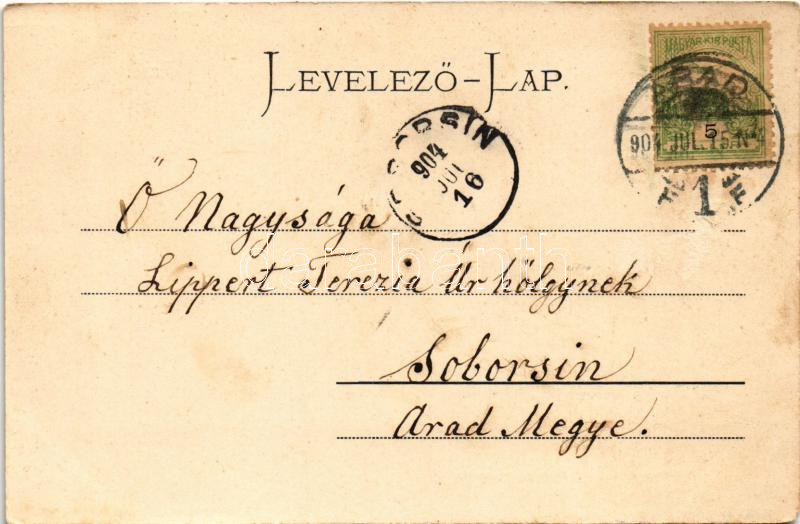 MAGYAR KIR. POSTA
LEVELEZŐ-LAP.
ARAD
5
904 JUL. 15. N
1
SOBORSIN
904
JUL
16
Ő Nagysága
Lippert Terezia Úr hölgynek
Soborsin
Arad Megye.
darabanth